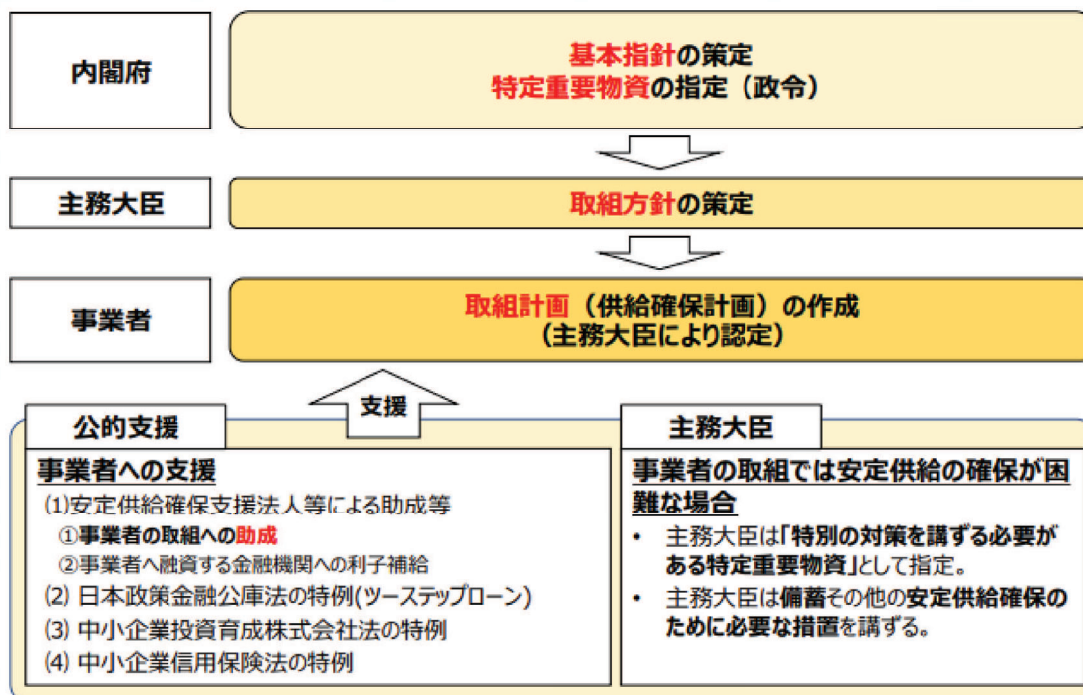 内閣府
基本指針の策定
特定重要物資の指定（政令）
主務大臣
取組方針の策定
事業者
取組計画（供給確保計画）の作成
（主務大臣により認定）
支援
公的支援
事業者への支援
(1)安定供給確保支援法人等による助成等
①事業者の取組への助成
②事業者へ融資する金融機関への利子補給
(2) 日本政策金融公庫法の特例(ツーステップローン)
(3) 中小企業投資育成株式会社法の特例
(4) 中小企業信用保険法の特例
主務大臣
事業者の取組では安定供給の確保が困
難な場合
• 主務大臣は「特別の対策を講ずる必要が
ある特定重要物資」として指定。
• 主務大臣は備蓄その他の安定供給確保の
ために必要な措置を講ずる。